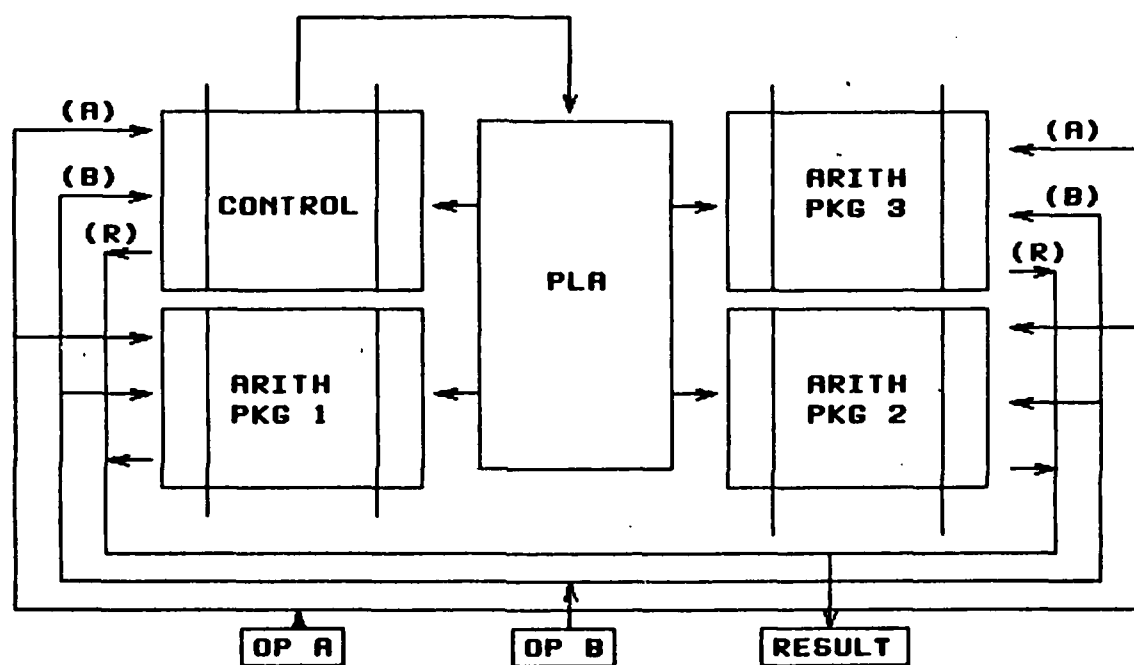 (A)
(B)
CONTROL
(R)
ARITH
PKG 1
PLA
ARITH
PKG 3
(A)
(B)
(R)
ARITH
PKG 2
OP A
OP B
RESULT